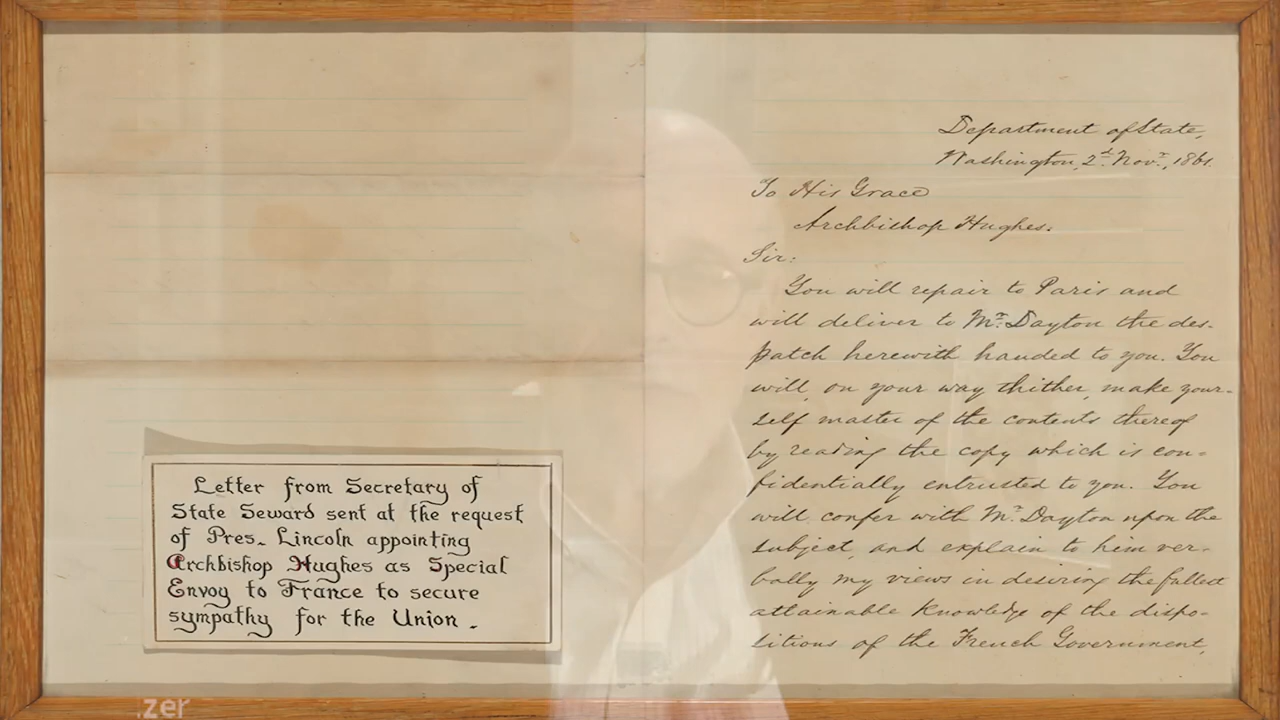 Letter from Secretary of
State Seward sent at the request
of Pres. Lincoln appointing
Archbishop Hughes as Special
Envoy to France to secure
sympathy for the Union.
Department of State,
Washington, 2d. Novr., 1861.
To His Grace
Archbishop Hughes.
Sir:
You will repair to Paris and
will deliver to Mr. Dayton the des-
patch herewith handed to you. You
will, on your way thither, make your-
self master of the contents thereof
by reading the copy which is con-
fidentially entrusted to you. You
will confer with Mr. Dayton upon the
subject, and explain to him ver-
bally my views in desiring the fullest
attainable knowledge of the dispo-
sitions of the French Government,
zer